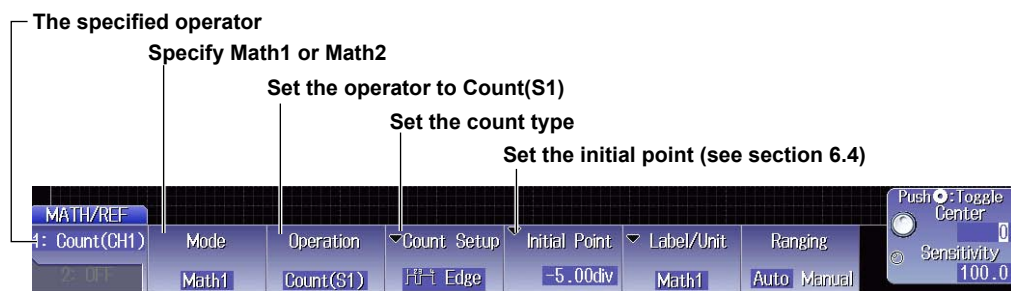 The specified operator
Specify Math1 or Math2
Set the operator to Count(S1)
Set the count type
Set the initial point (see section 6.4)
MATH/REF
1: Count(CH1)
2: OFF
Mode
Math1
Operation
Count(S1)
Count Setup
Edge
Initial Point
-5.00div
Label/Unit
Math1
Ranging
Auto Manual
Push :Toggle
Center
0
Sensitivity
100.0